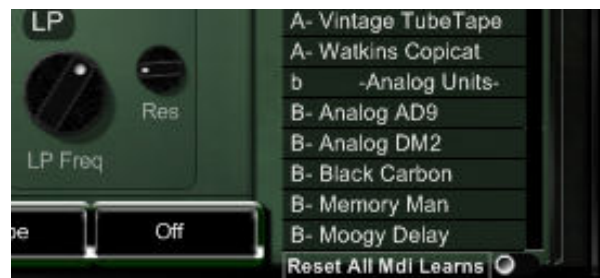 LP
Res
LP Freq
Off
A- Vintage TubeTape
A- Watkins Copicat
b -Analog Units-
B- Analog AD9
B- Analog DM2
B- Black Carbon
B- Memory Man
B- Moogy Delay
Reset All Mdi Learns